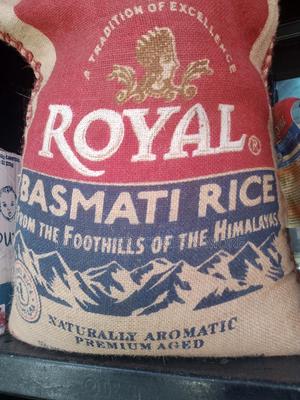 A TRADITION OF EXCELLENCE
ROYAL®
BASMATI RICE
FROM THE FOOTHILLS OF THE HIMALAYAS
NATURALLY AROMATIC
PREMIUM AGED